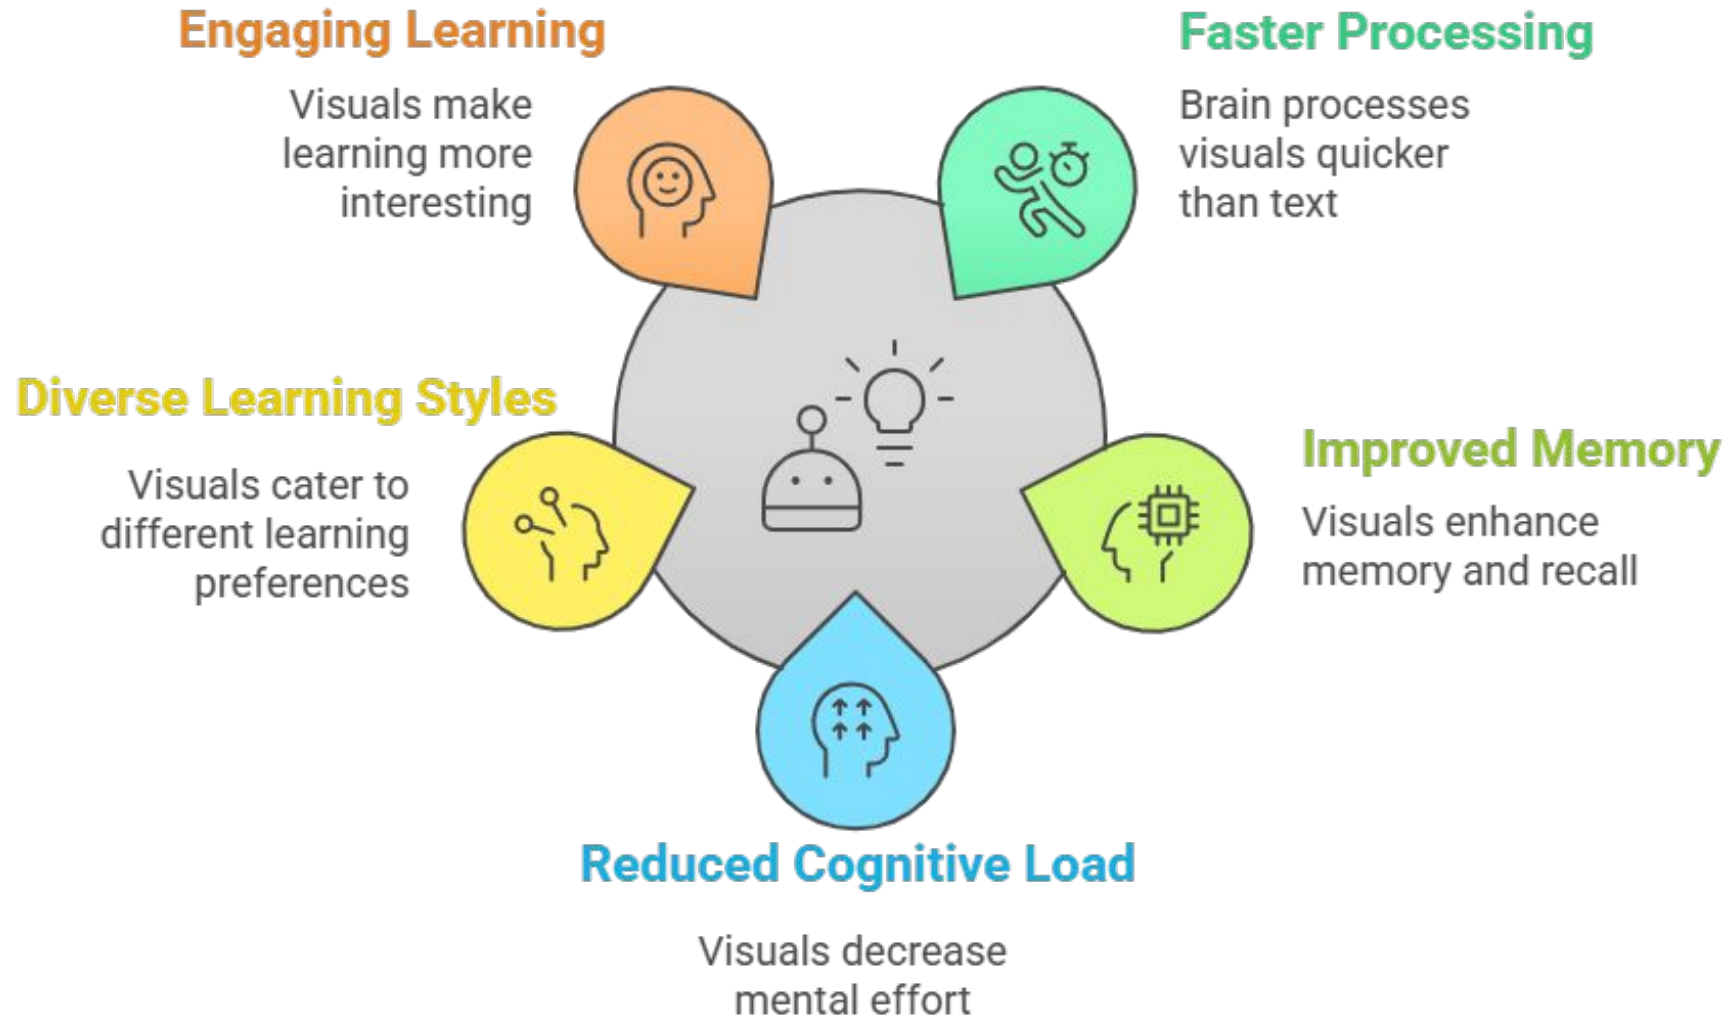 Engaging Learning
Visuals make
learning more
interesting
Faster Processing
Brain processes
visuals quicker
than text
Diverse Learning Styles
Visuals cater to
different learning
preferences
Improved Memory
Visuals enhance
memory and recall
Reduced Cognitive Load
Visuals decrease
mental effort